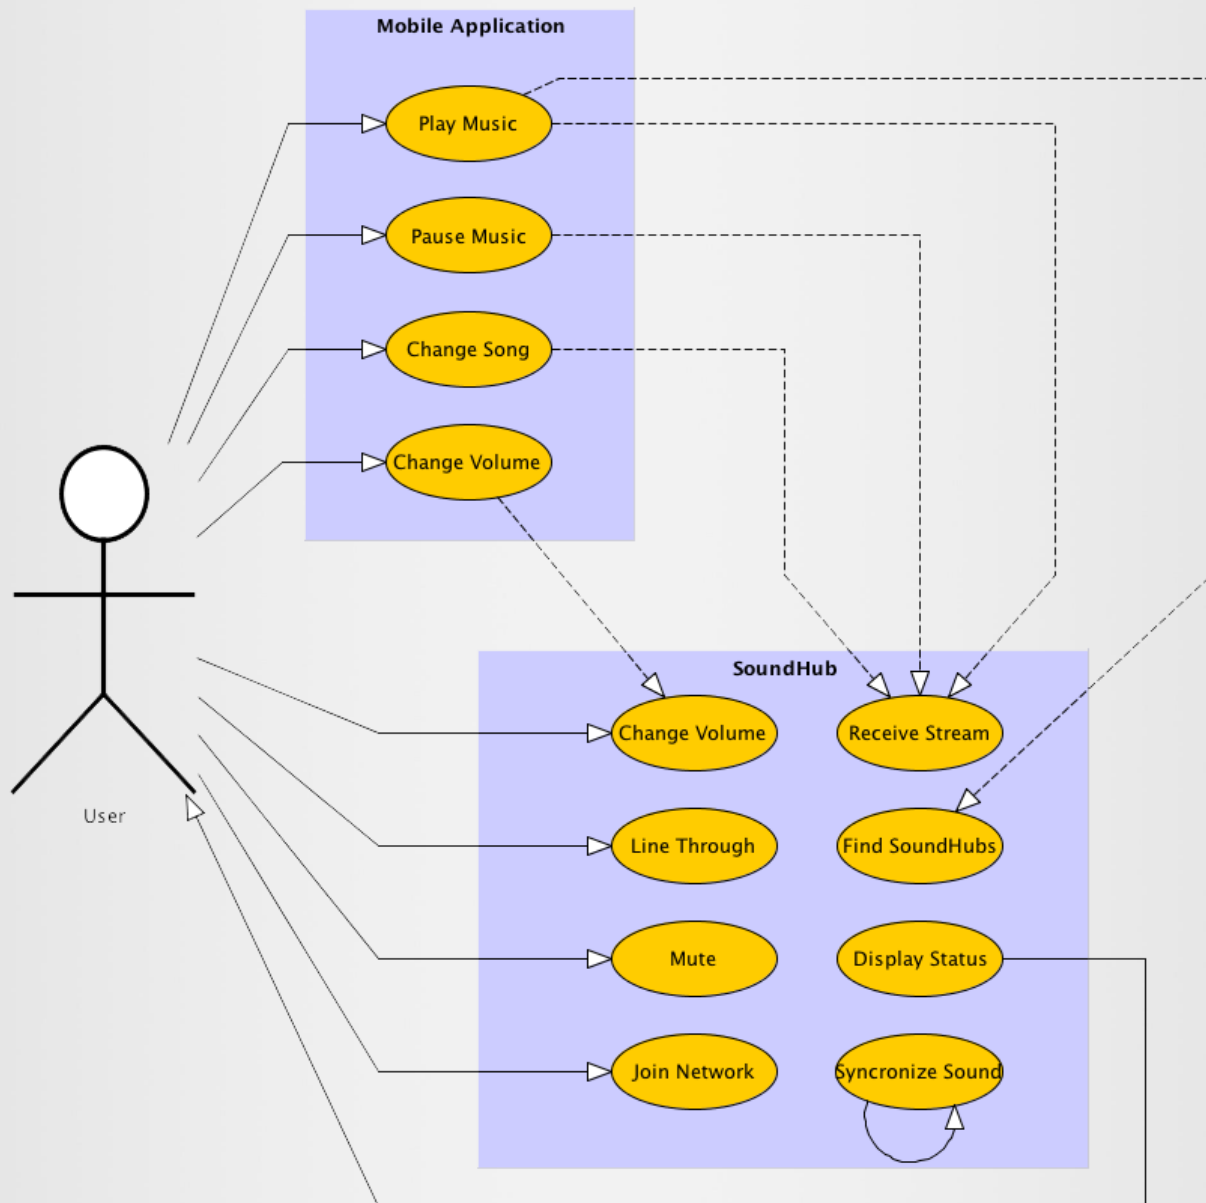 Mobile Application
Play Music
Pause Music
Change Song
Change Volume
User
SoundHub
Change Volume
Receive Stream
Line Through
Find SoundHubs
Mute
Display Status
Join Network
Syncronize Sound